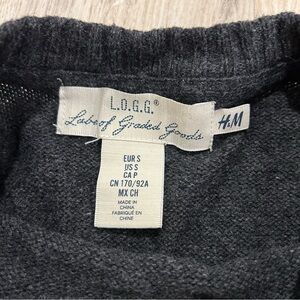 L.O.G.G.®
Label of Graded Goods
H&M
EUR S
US S
CA P
CN 170/92A
MX CH
MADE IN
CHINA
FABRIQUÉ EN
CHINE